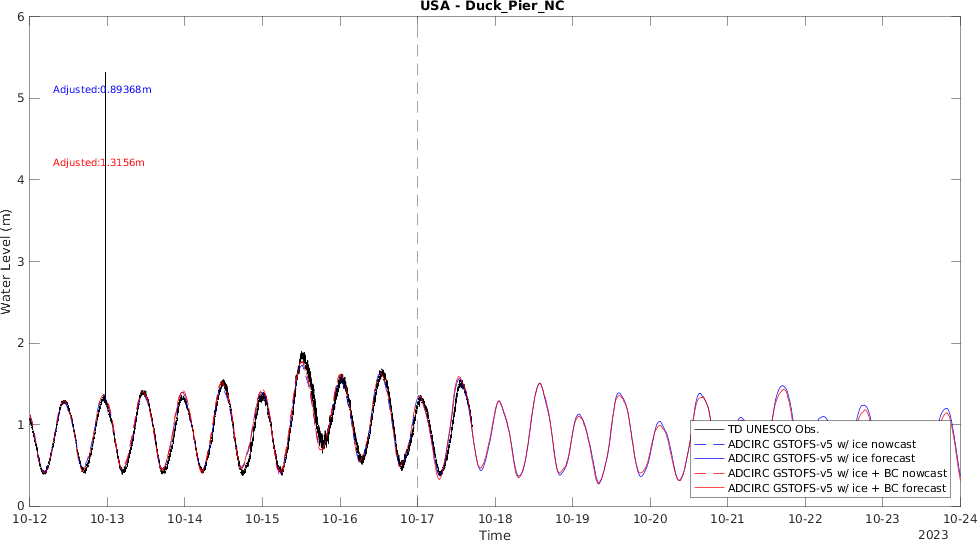 USA - Duck_Pier_NC
6
5
4
3
2
1
0
Adjusted:0.89368m
Adjusted:1.3156m
Water Level (m)
TD UNESCO Obs.
ADCIRC GSTOFS-v5 w/ ice nowcast
ADCIRC GSTOFS-v5 w/ ice forecast
ADCIRC GSTOFS-v5 w/ ice + BC nowcast
ADCIRC GSTOFS-v5 w/ ice + BC forecast
10-12 10-13 10-14 10-15 10-16 10-17 10-18 10-19 10-20 10-21 10-22 10-23 10-24
Time
2023